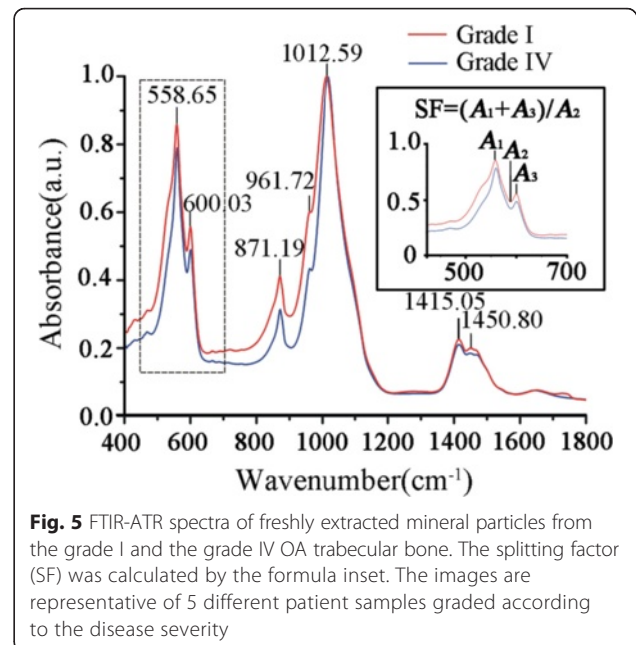 Grade I
Grade IV
1012.59
558.65
600.03
961.72
871.19
1415.05
1450.80
SF=(A₁+A₃)/A₂
A₁
A₂
A₃
1.0
0.5
0
500
700
Absorbance(a.u.)
1.0
0.8
0.6
0.4
0.2
0.0
400 600 800 1000 1200 1400 1600 1800
Wavenumber(cm⁻¹)
Fig. 5 FTIR-ATR spectra of freshly extracted mineral particles from
the grade I and the grade IV OA trabecular bone. The splitting factor
(SF) was calculated by the formula inset. The images are
representative of 5 different patient samples graded according
to the disease severity